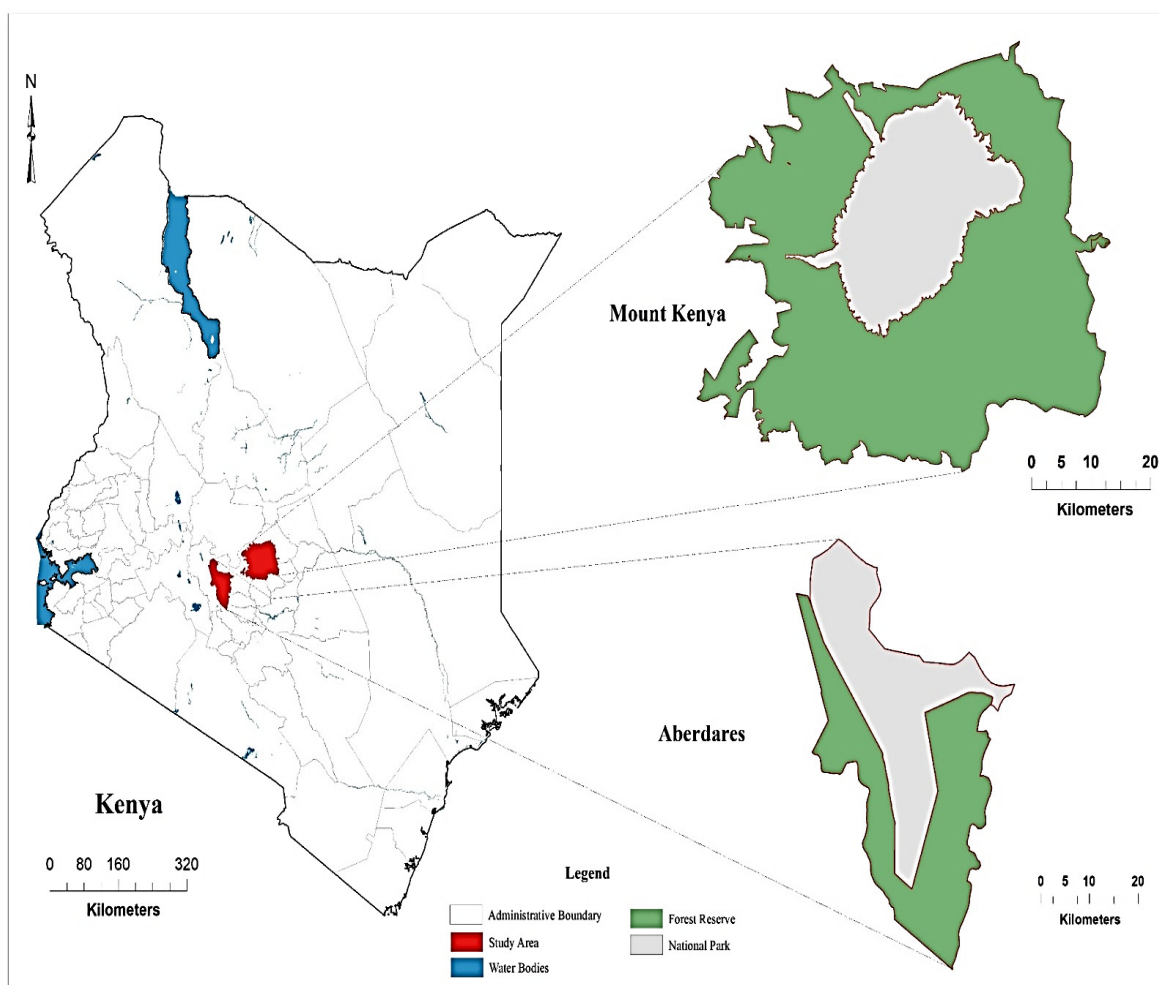 N
Mount Kenya
0 5 10 20
Kilometers
Aberdares
Kenya
0 80 160 320
Kilometers
0 5 10 20
Kilometers
Legend
Administrative Boundary
Study Area
Water Bodies
Forest Reserve
National Park